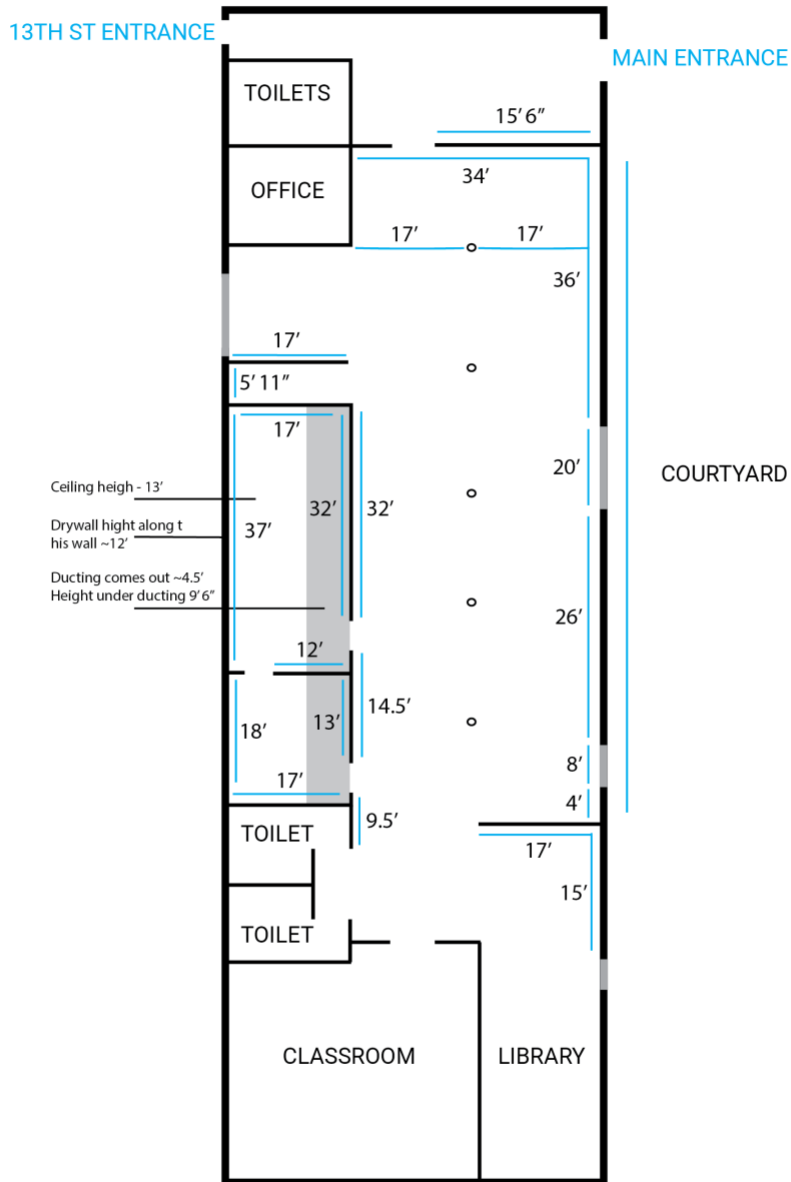 13TH ST ENTRANCE
MAIN ENTRANCE
TOILETS
15’ 6”
34’
OFFICE
17’
17’
36’
17’
5’ 11”
17’
20’
COURTYARD
Ceiling heigh - 13’
32’
32’
Drywall hight along t
his wall ~12’
37’
Ducting comes out ~4.5’
Height under ducting 9’ 6”
26’
12’
14.5’
13’
18’
8’
17’
4’
9.5’
TOILET
17’
15’
TOILET
CLASSROOM
LIBRARY